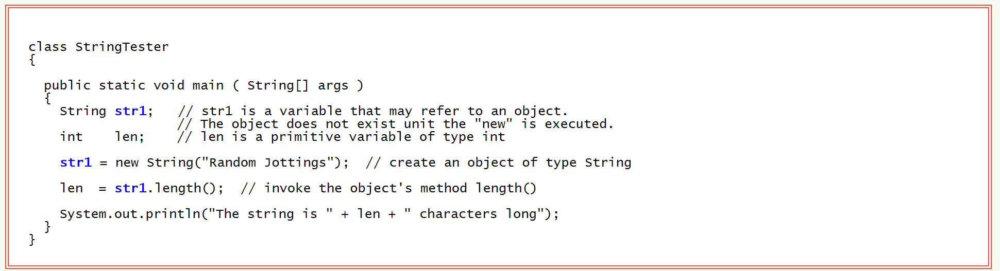 class StringTester
{
  public static void main ( String[] args )
  {
    String str1;   // str1 is a variable that may refer to an object.
                   // The object does not exist unit the "new" is executed.
    int    len;    // len is a primitive variable of type int
    str1 = new String("Random Jottings");  // create an object of type String
    len  = str1.length();  // invoke the object's method length()
    System.out.println("The string is " + len + " characters long");
  }
}